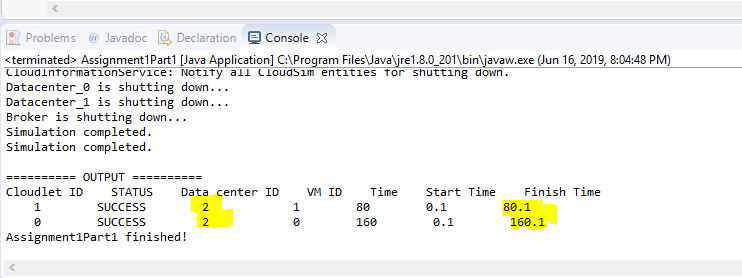 Problems @ Javadoc Declaration Console
<terminated> Assignment1Part1 [Java Application] C:\Program Files\Java\jre1.8.0_201\bin\javaw.exe (Jun 16, 2019, 8:04:48 PM)
CloudInformationService: Notify all CloudSim entities for shutting down.
Datacenter_0 is shutting down...
Datacenter_1 is shutting down...
Broker is shutting down...
Simulation completed.
Simulation completed.
========== OUTPUT ==========
Cloudlet ID STATUS Data center ID VM ID Time Start Time Finish Time
1 SUCCESS 2 1 80 0.1 80.1
0 SUCCESS 2 0 160 0.1 160.1
Assignment1Part1 finished!